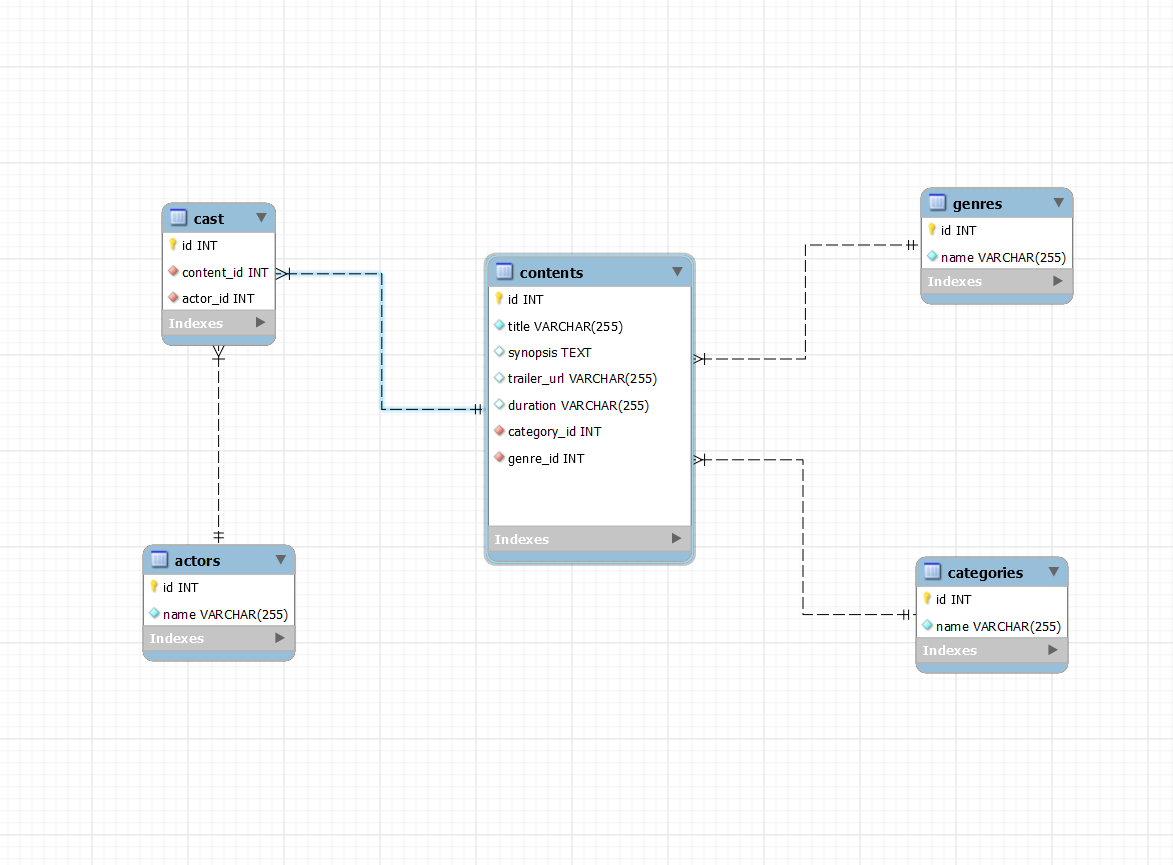 cast
id INT
content_id INT
actor_id INT
Indexes
actors
id INT
name VARCHAR(255)
Indexes
contents
id INT
title VARCHAR(255)
synopsis TEXT
trailer_url VARCHAR(255)
duration VARCHAR(255)
category_id INT
genre_id INT
Indexes
genres
id INT
name VARCHAR(255)
Indexes
categories
id INT
name VARCHAR(255)
Indexes